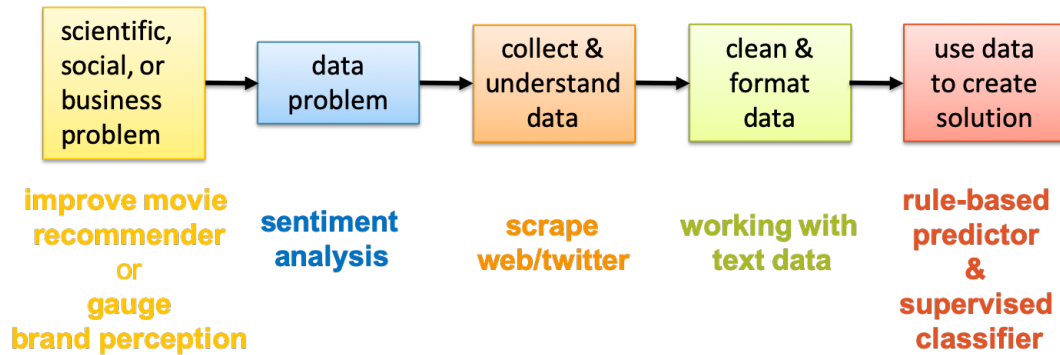 scientific,
social, or
business
problem
data
problem
collect &
understand
data
clean &
format
data
use data
to create
solution
improve movie
recommender
or
gauge
brand perception
sentiment
analysis
scrape
web/twitter
working with
text data
rule-based
predictor
&
supervised
classifier